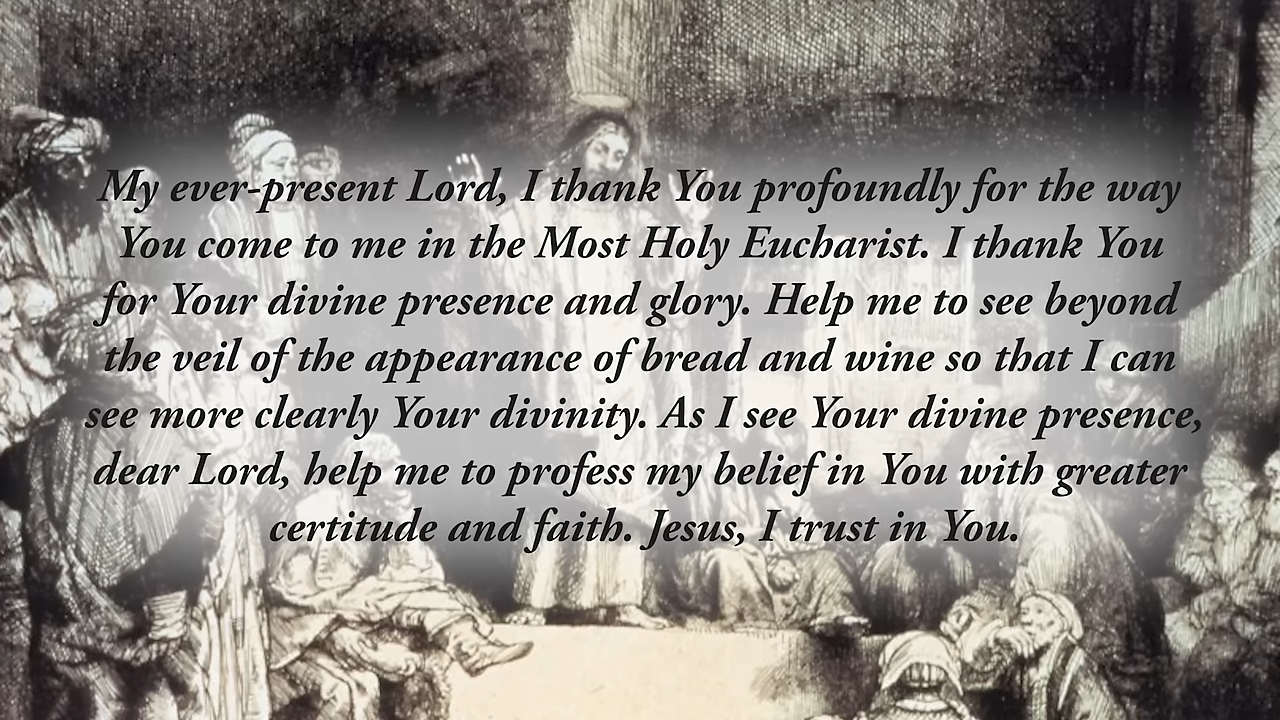 My ever-present Lord, I thank You profoundly for the way
You come to me in the Most Holy Eucharist. I thank You
for Your divine presence and glory. Help me to see beyond
the veil of the appearance of bread and wine so that I can
see more clearly Your divinity. As I see Your divine presence,
dear Lord, help me to profess my belief in You with greater
certitude and faith. Jesus, I trust in You.